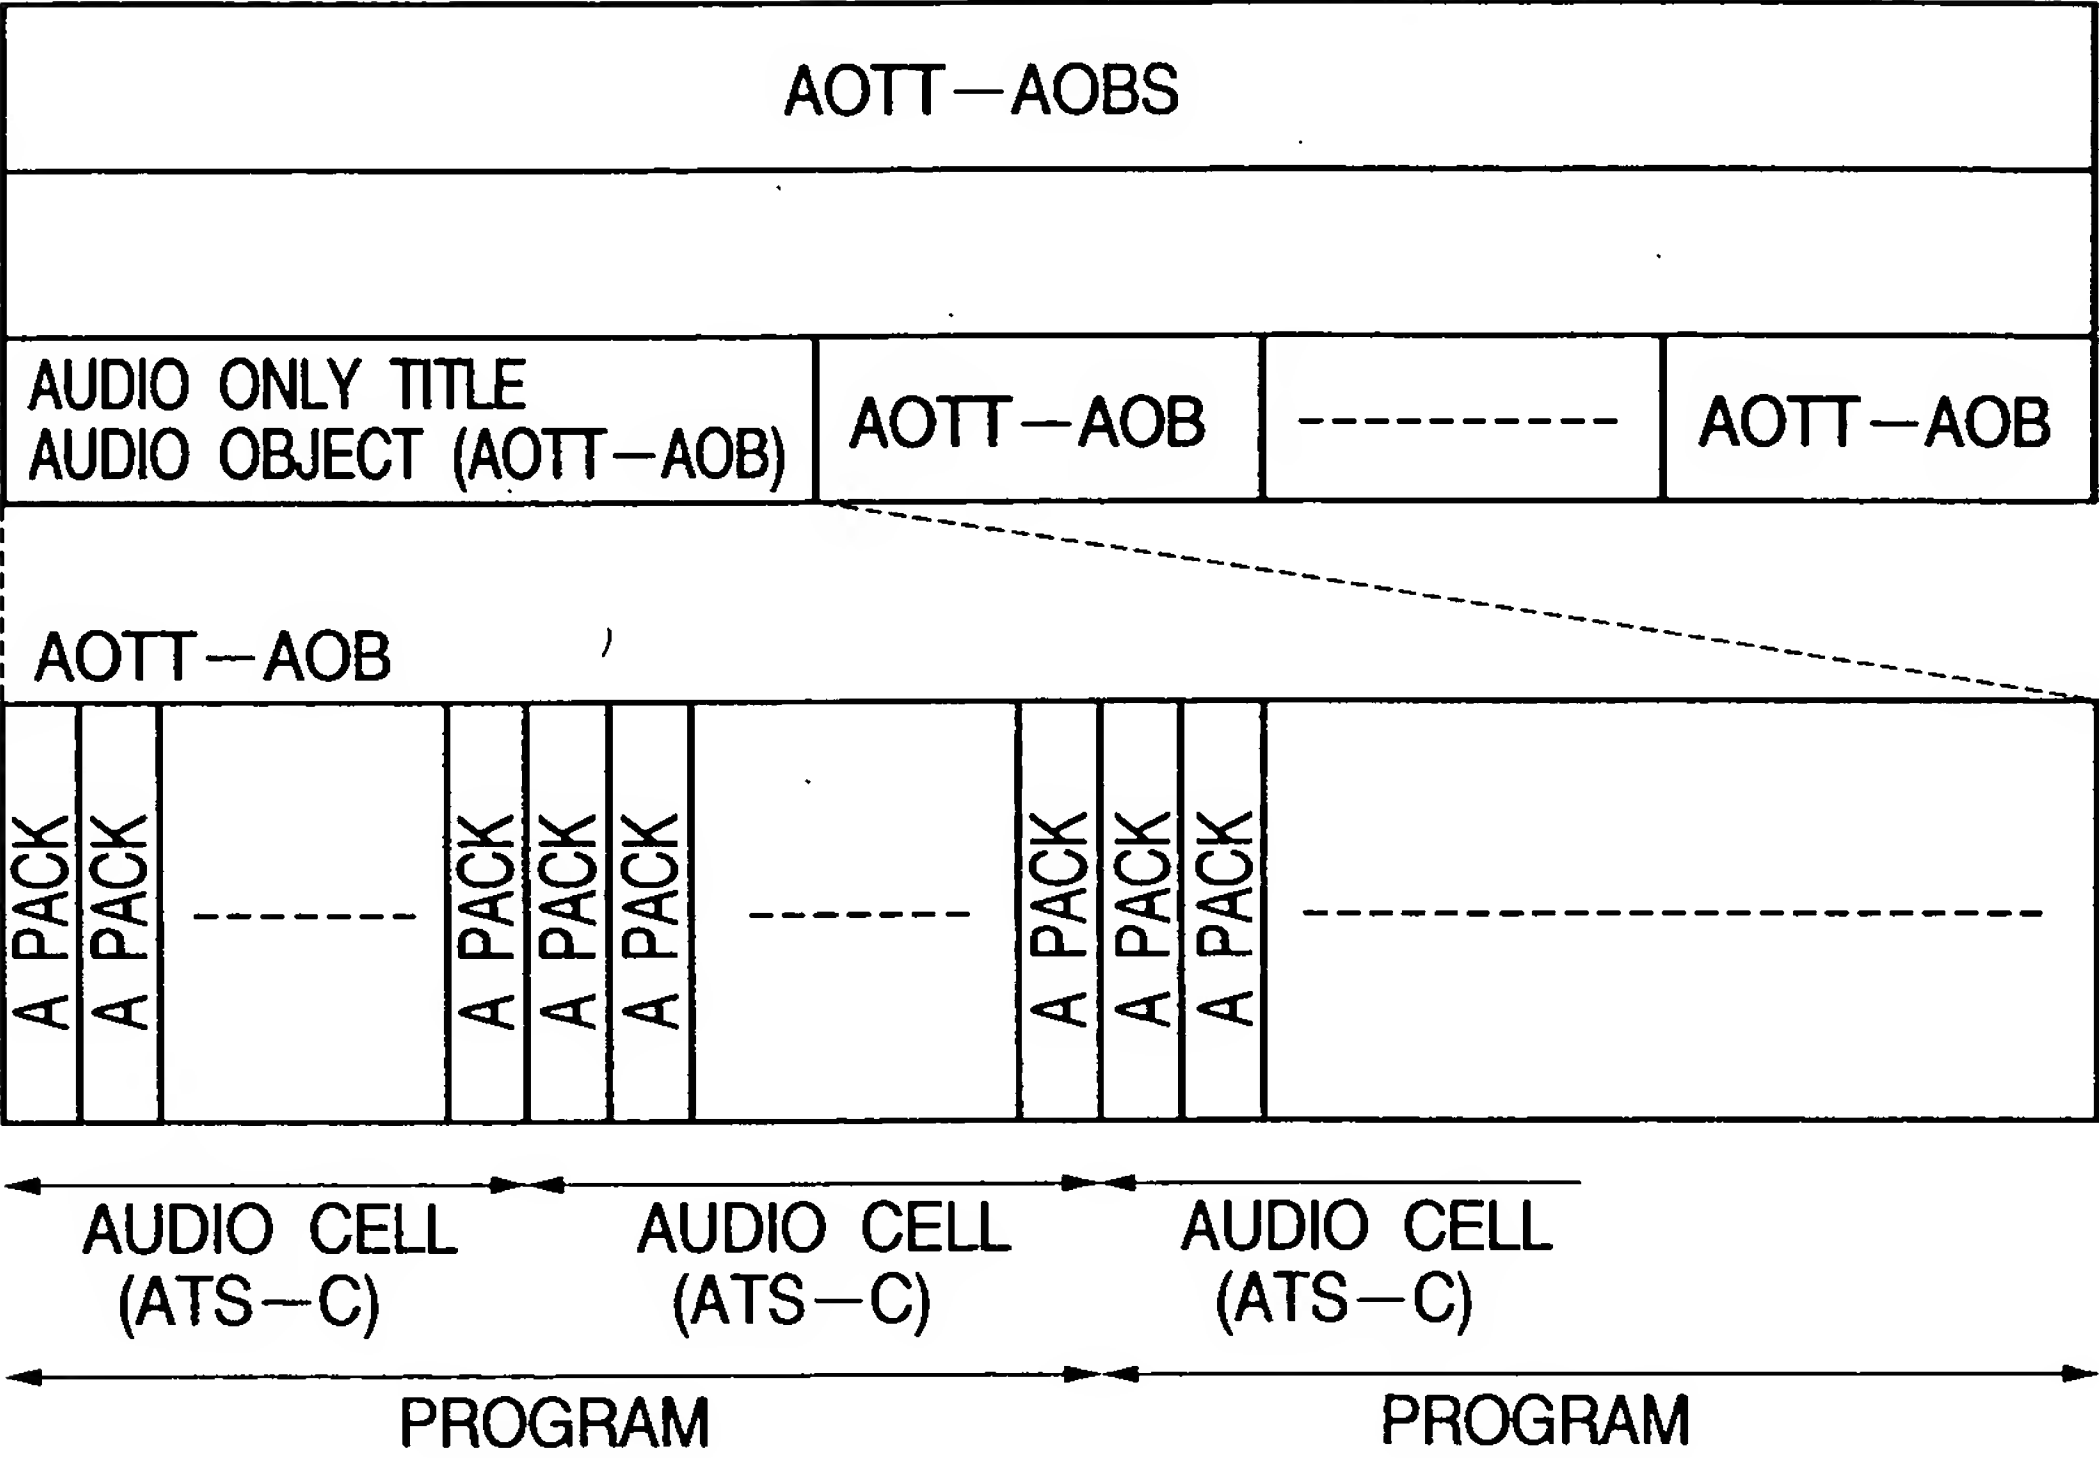 AOTT—AOBS
AUDIO ONLY TITLE
AUDIO OBJECT (AOTT—AOB)
AOTT—AOB
AOTT—AOB
AOTT—AOB
A PACK
A PACK
A PACK
A PACK
A PACK
A PACK
A PACK
A PACK
AUDIO CELL
(ATS—C)
AUDIO CELL
(ATS—C)
AUDIO CELL
(ATS—C)
PROGRAM
PROGRAM